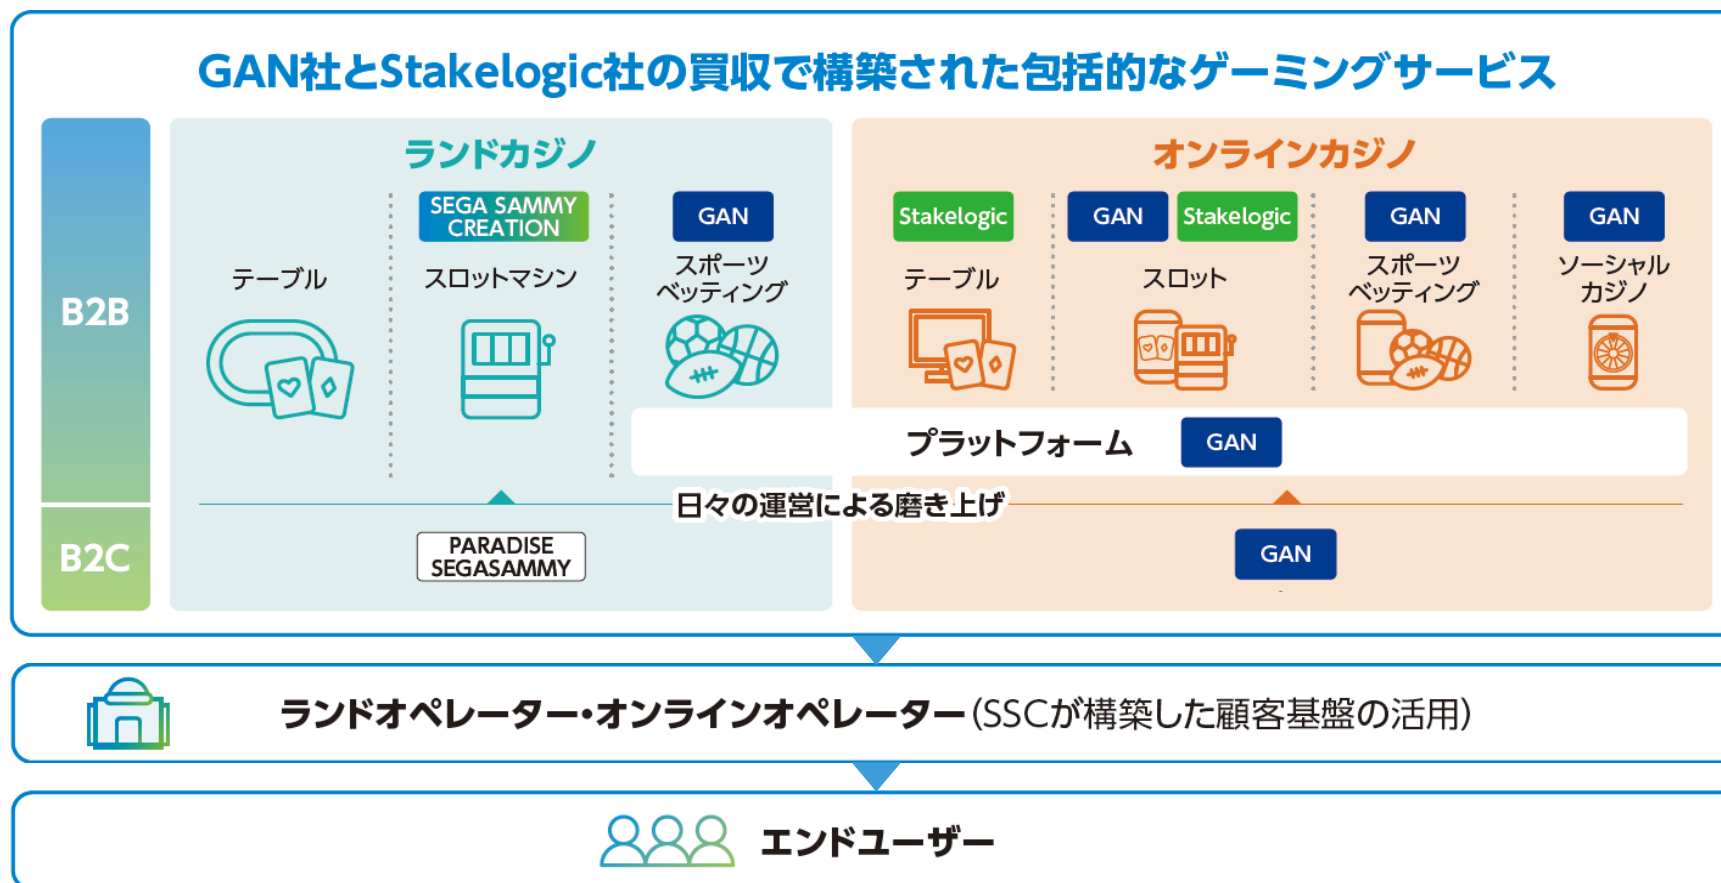 GAN社とStakelogic社の買収で構築された包括的なゲーミングサービス
B2B
ランドカジノ
テーブル
SEGA SAMMY
CREATION
スロットマシン
GAN
スポーツ
ベッティング
オンラインカジノ
Stakelogic
テーブル
GAN Stakelogic
スロット
GAN
スポーツ
ベッティング
GAN
ソーシャル
カジノ
プラットフォーム GAN
日々の運営による磨き上げ
B2C
PARADISE
SEGASAMMY
GAN
ランドオペレーター・オンラインオペレーター(SSCが構築した顧客基盤の活用)
エンドユーザー